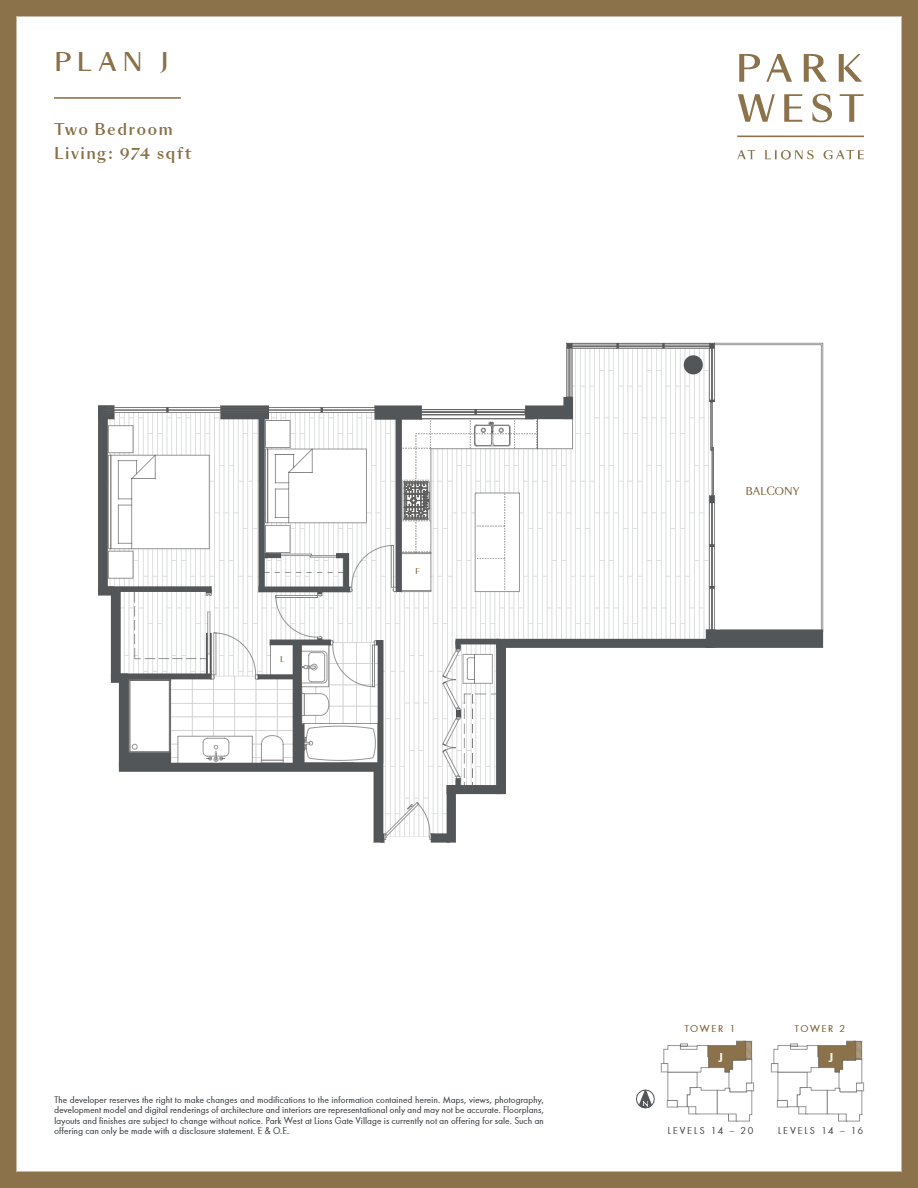 PLAN J
Two Bedroom
Living: 974 sqft
PARK
WEST
AT LIONS GATE
BALCONY
F
L
TOWER 1
TOWER 2
J
J
N
LEVELS 14 – 20
LEVELS 14 – 16
The developer reserves the right to make changes and modifications to the information contained herein. Maps, views, photography,
development model and digital renderings of architecture and interiors are representational only and may not be accurate. Floorplans,
layouts and finishes are subject to change without notice. Park West at Lions Gate Village is currently not an offering for sale. Such an
offering can only be made with a disclosure statement. E & O.E.